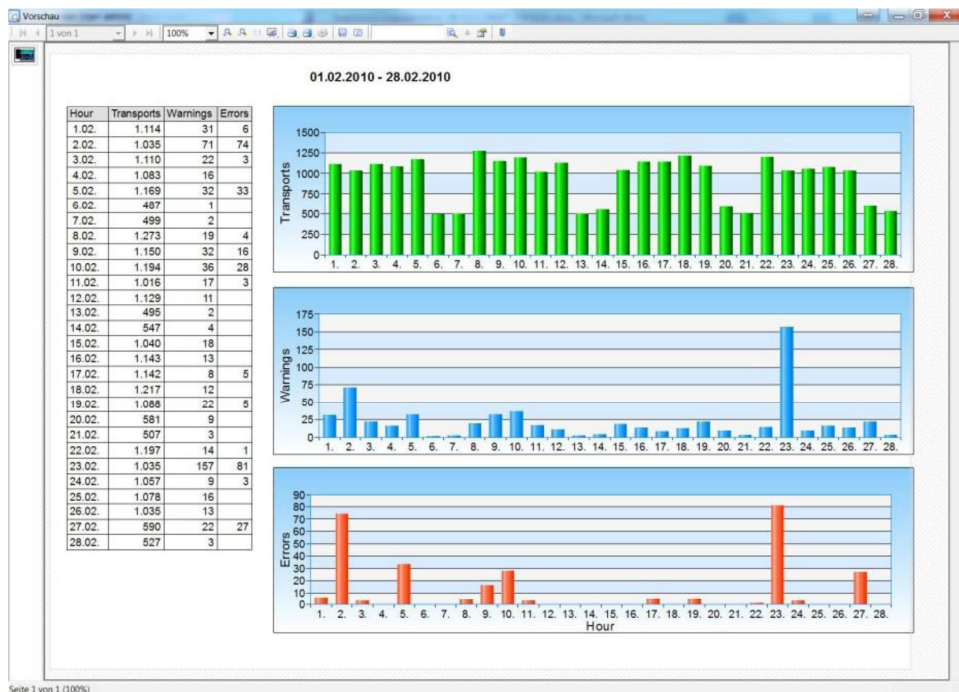 Vorschau
1 von 1 100%
01.02.2010 - 28.02.2010
Hour Transports Warnings Errors
1.02. 1.114 31 6
2.02. 1.035 71 74
3.02. 1.110 22 3
4.02. 1.083 16
5.02. 1.169 32 33
6.02. 487 1
7.02. 499 2
8.02. 1.273 19 4
9.02. 1.150 32 16
10.02. 1.194 36 28
11.02. 1.016 17 3
12.02. 1.129 11
13.02. 495 2
14.02. 547 4
15.02. 1.040 18
16.02. 1.143 13
17.02. 1.142 8 5
18.02. 1.217 12
19.02. 1.088 22 5
20.02. 581 9
21.02. 507 3
22.02. 1.197 14 1
23.02. 1.035 157 81
24.02. 1.057 9 3
25.02. 1.078 16
26.02. 1.035 13
27.02. 590 22 27
28.02. 527 3
Transports
1500
1250
1000
750
500
250
0
1. 2. 3. 4. 5. 6. 7. 8. 9. 10. 11. 12. 13. 14. 15. 16. 17. 18. 19. 20. 21. 22. 23. 24. 25. 26. 27. 28.
Warnings
175
150
125
100
75
50
25
0
1. 2. 3. 4. 5. 6. 7. 8. 9. 10. 11. 12. 13. 14. 15. 16. 17. 18. 19. 20. 21. 22. 23. 24. 25. 26. 27. 28.
Errors
90
80
70
60
50
40
30
20
10
0
1. 2. 3. 4. 5. 6. 7. 8. 9. 10. 11. 12. 13. 14. 15. 16. 17. 18. 19. 20. 21. 22. 23. 24. 25. 26. 27. 28.
Hour
Seite 1 von 1 (100%)